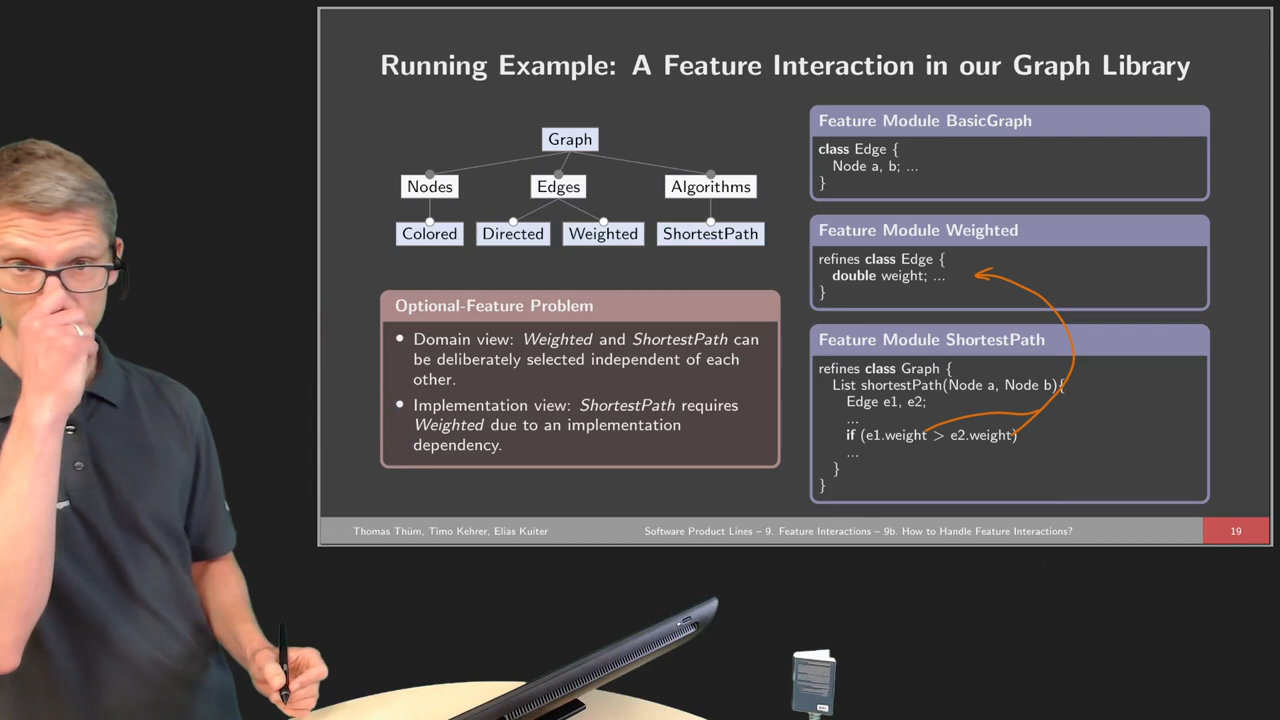 Running Example: A Feature Interaction in our Graph Library
Graph
Nodes Edges Algorithms
Colored Directed Weighted ShortestPath
Optional-Feature Problem
• Domain view: Weighted and ShortestPath can
be deliberately selected independent of each
other.
• Implementation view: ShortestPath requires
Weighted due to an implementation
dependency.
Feature Module BasicGraph
class Edge {
Node a, b; ...
}
Feature Module Weighted
refines class Edge {
double weight; ...
}
Feature Module ShortestPath
refines class Graph {
List shortestPath(Node a, Node b){
Edge e1, e2;
...
if (e1.weight > e2.weight)
...
}
}
Thomas Thüm, Timo Kehrer, Elias Kuiter
Software Product Lines – 9. Feature Interactions – 9b. How to Handle Feature Interactions?
19